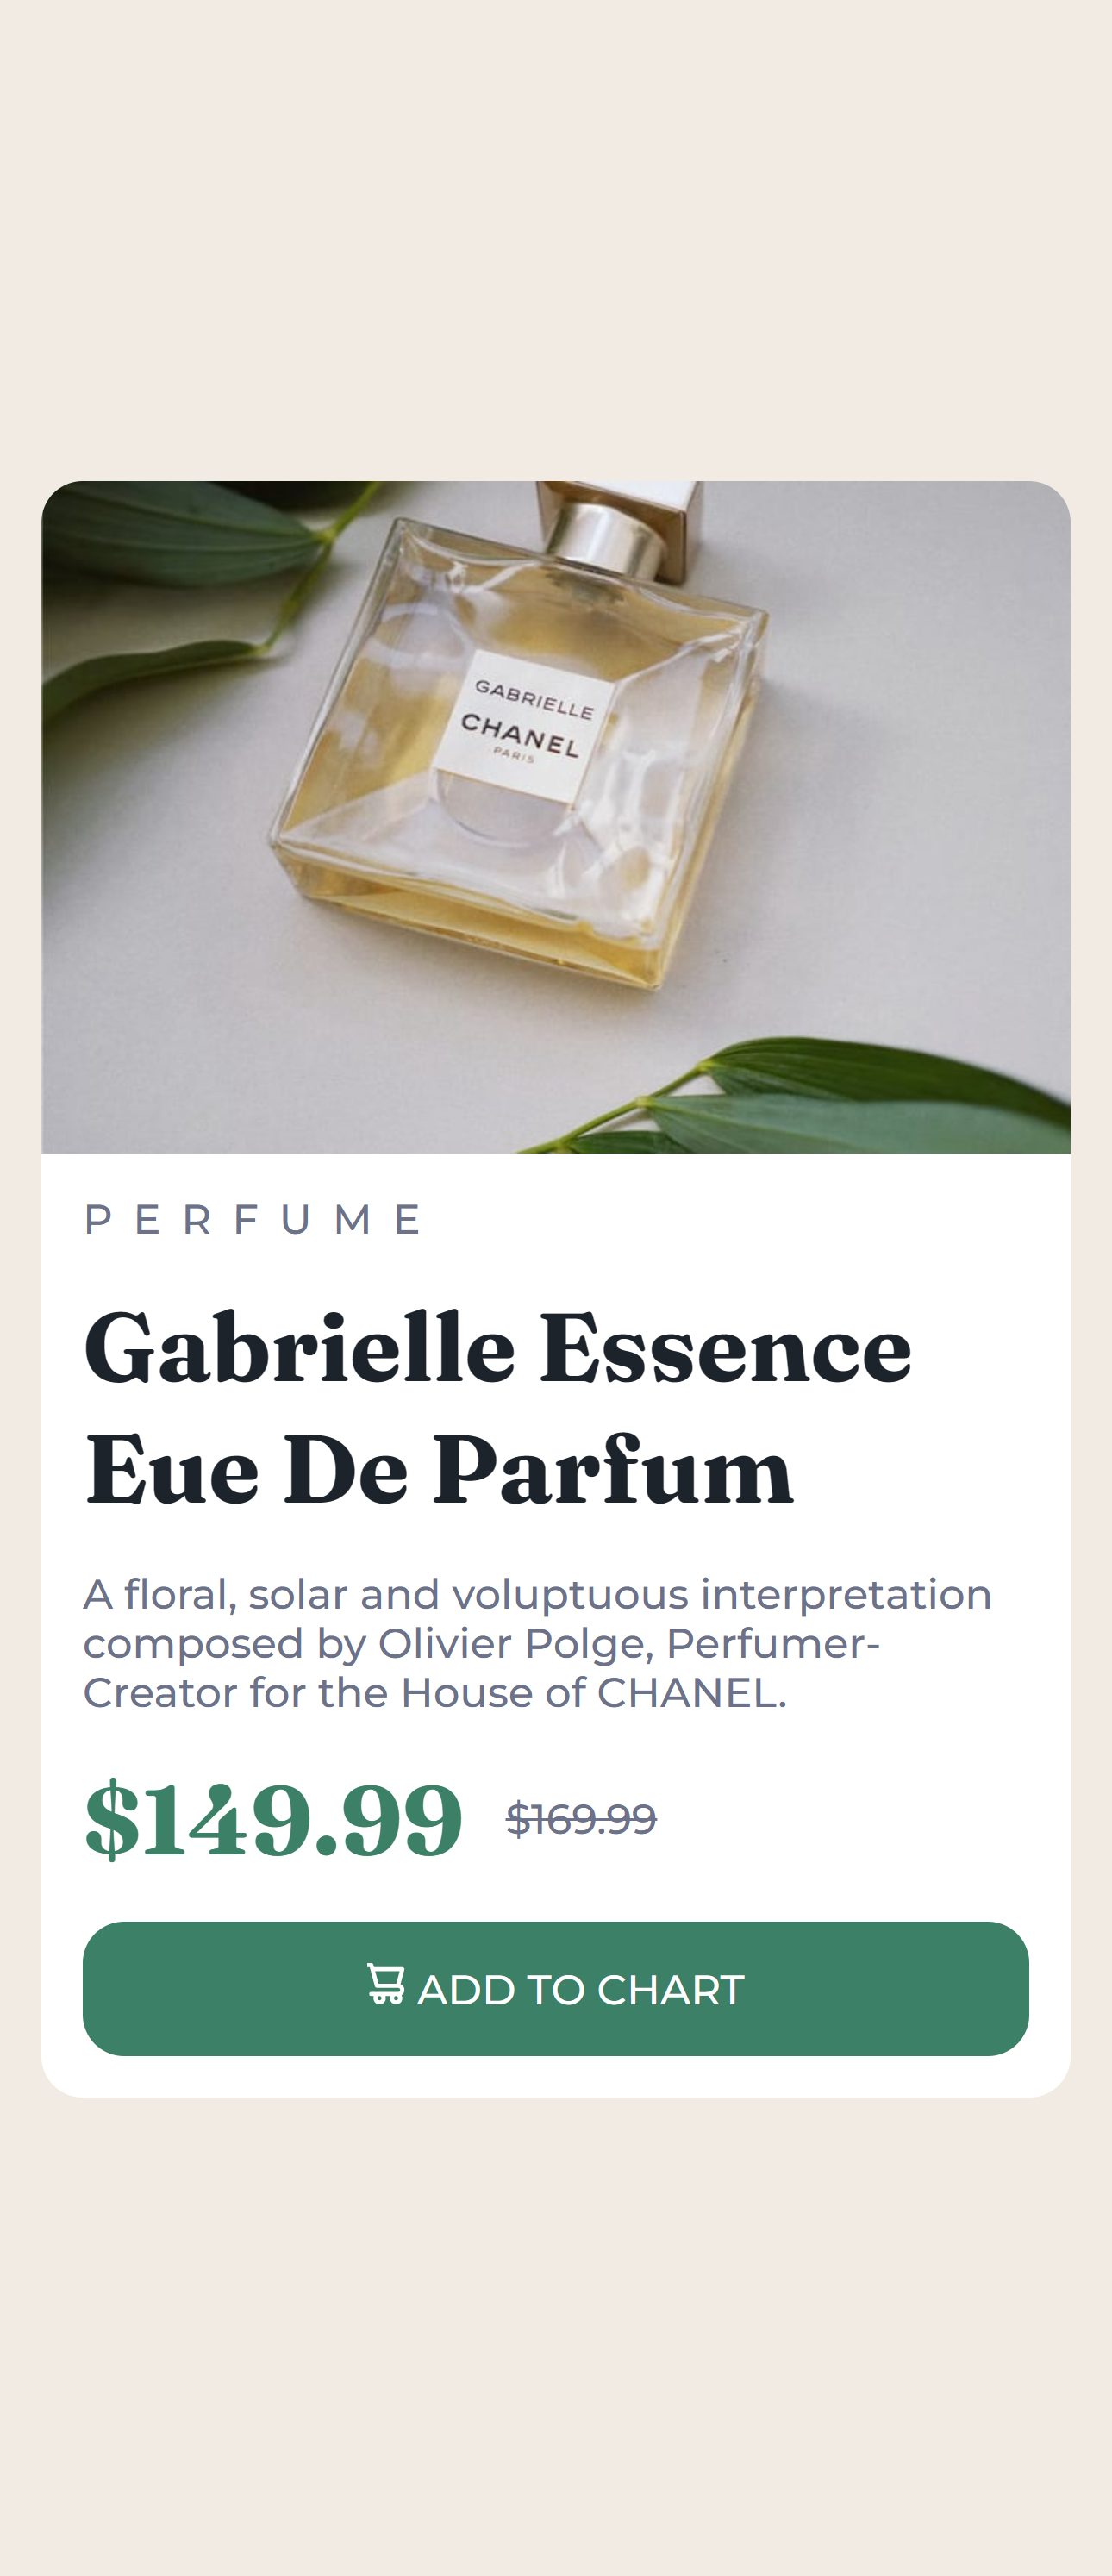 GABRIELLE
CHANEL
PARIS
PERFUME
Gabrielle Essence
Eue De Parfum
A floral, solar and voluptuous interpretation
composed by Olivier Polge, Perfumer-
Creator for the House of CHANEL.
$149.99 $169.99
ADD TO CHART